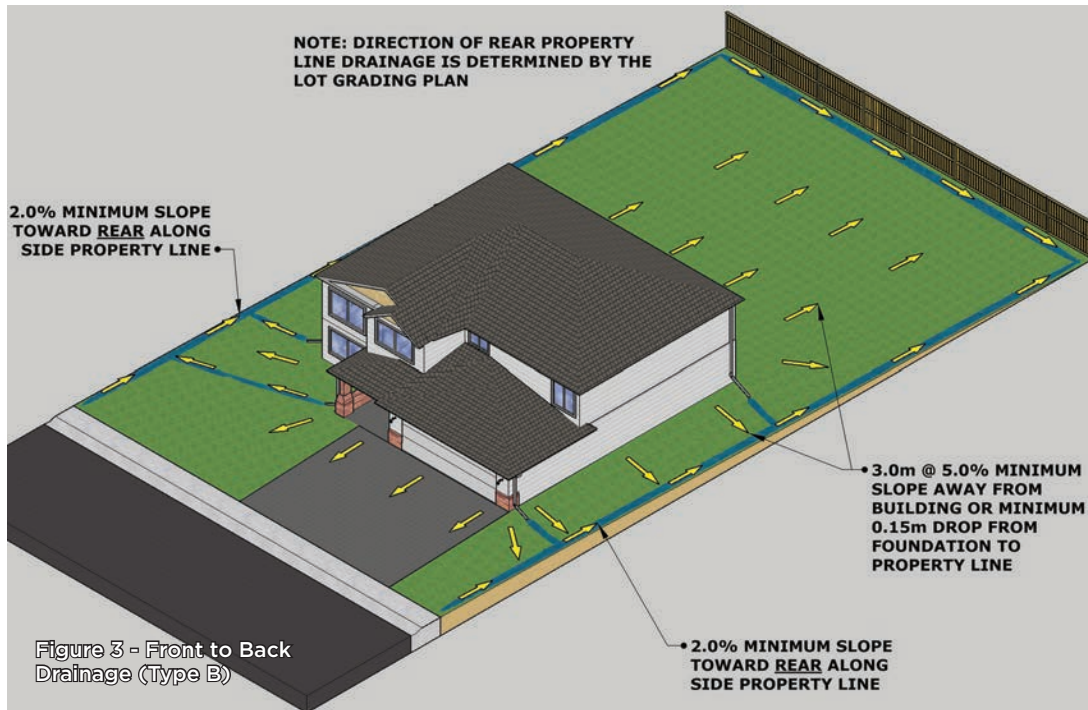 NOTE: DIRECTION OF REAR PROPERTY
LINE DRAINAGE IS DETERMINED BY THE
LOT GRADING PLAN
2.0% MINIMUM SLOPE
TOWARD REAR ALONG
SIDE PROPERTY LINE
3.0m @ 5.0% MINIMUM
SLOPE AWAY FROM
BUILDING OR MINIMUM
0.15m DROP FROM
FOUNDATION TO
PROPERTY LINE
2.0% MINIMUM SLOPE
TOWARD REAR ALONG
SIDE PROPERTY LINE
Figure 3 - Front to Back
Drainage (Type B)